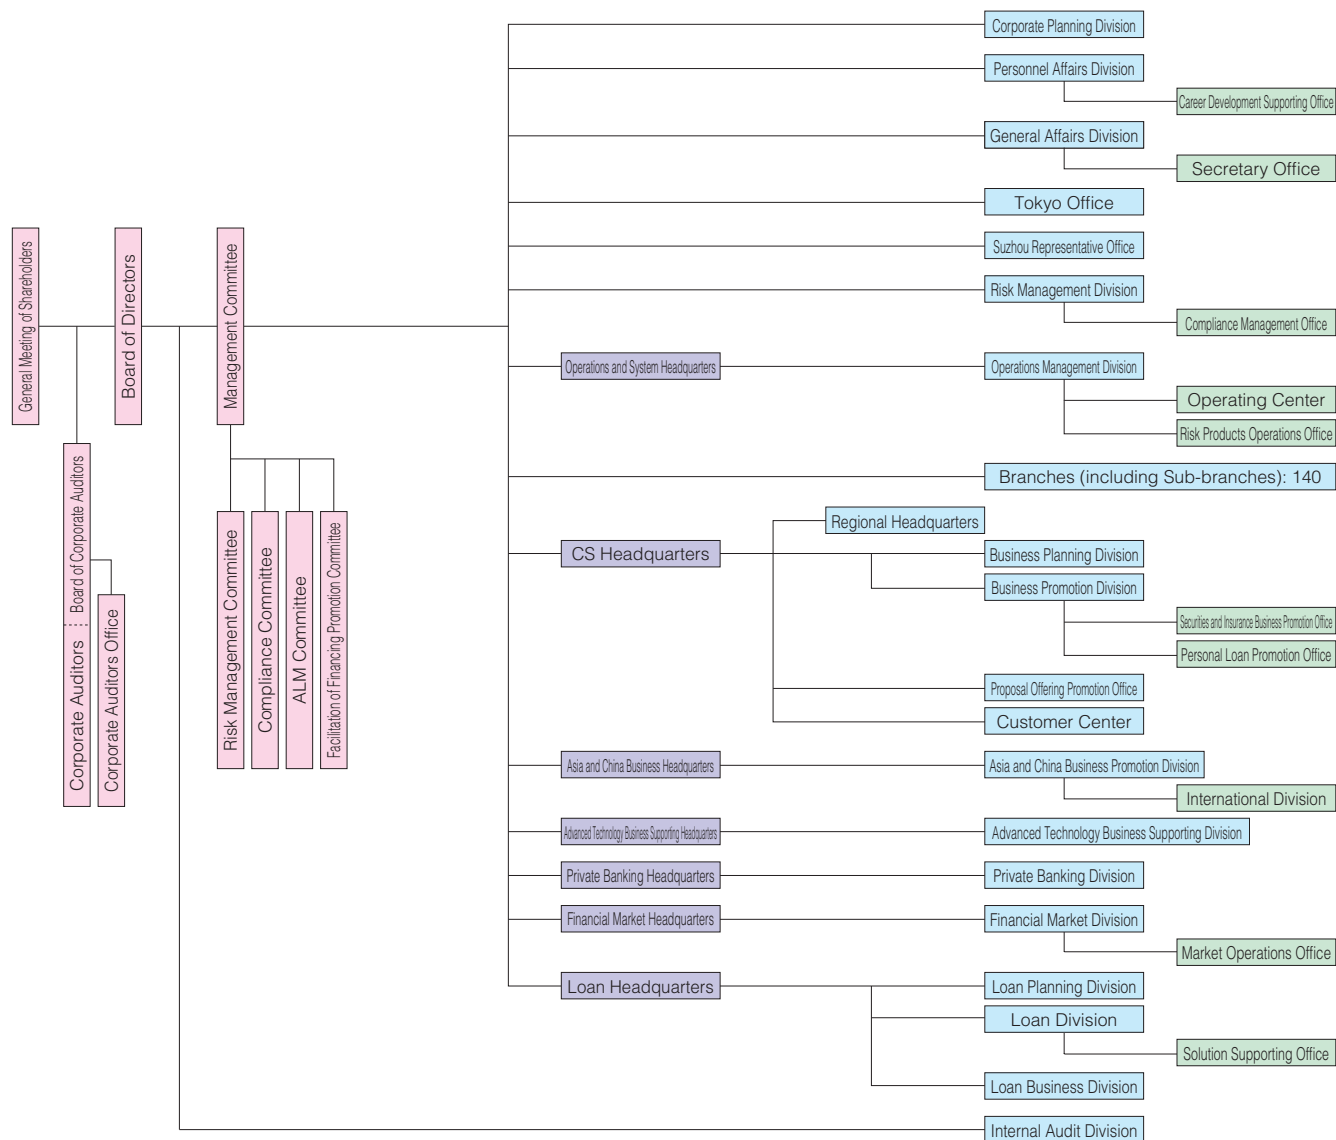 General Meeting of Shareholders
Board of Corporate Auditors
Corporate Auditors
Corporate Auditors Office
Board of Directors
Management Committee
Risk Management Committee
Compliance Committee
ALM Committee
Facilitation of Financing Promotion Committee
Corporate Planning Division
Personnel Affairs Division
Career Development Supporting Office
General Affairs Division
Secretary Office
Tokyo Office
Suzhou Representative Office
Risk Management Division
Compliance Management Office
Operations and System Headquarters
Operations Management Division
Operating Center
Risk Products Operations Office
Branches (including Sub-branches): 140
CS Headquarters
Regional Headquarters
Business Planning Division
Business Promotion Division
Securities and Insurance Business Promotion Office
Personal Loan Promotion Office
Proposal Offering Promotion Office
Customer Center
Asia and China Business Headquarters
Asia and China Business Promotion Division
International Division
Advanced Technology Business Supporting Headquarters
Advanced Technology Business Supporting Division
Private Banking Headquarters
Private Banking Division
Financial Market Headquarters
Financial Market Division
Market Operations Office
Loan Headquarters
Loan Planning Division
Loan Division
Solution Supporting Office
Loan Business Division
Internal Audit Division